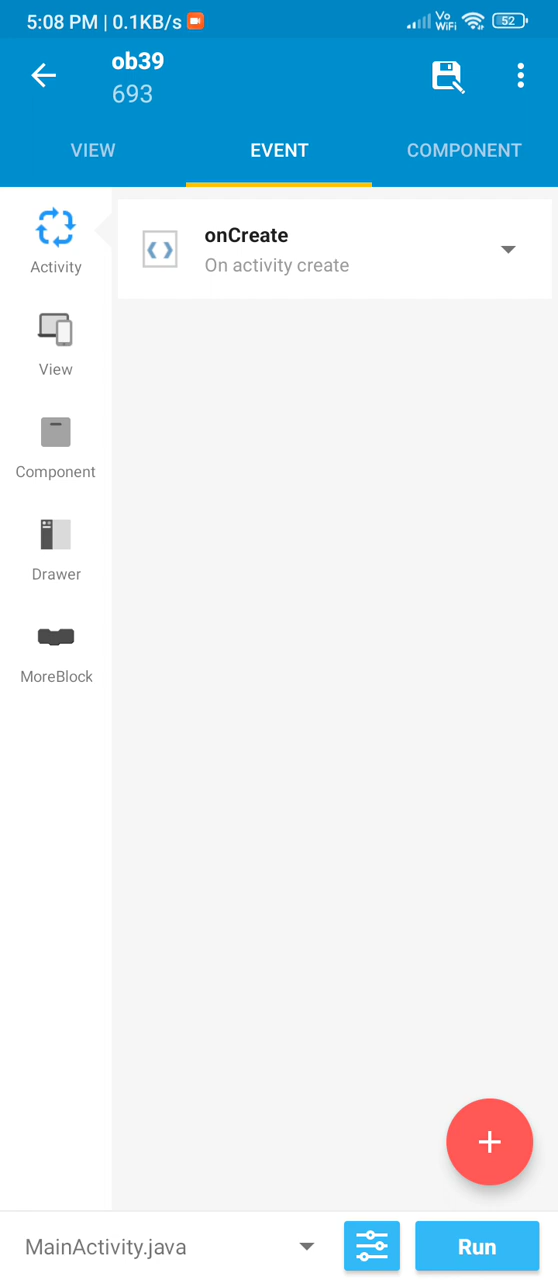 5:08 PM | 0.1KB/s
Vo
WiFi
52
ob39
693
VIEW
EVENT
COMPONENT
Activity
onCreate
On activity create
View
Component
Drawer
MoreBlock
MainActivity.java
Run